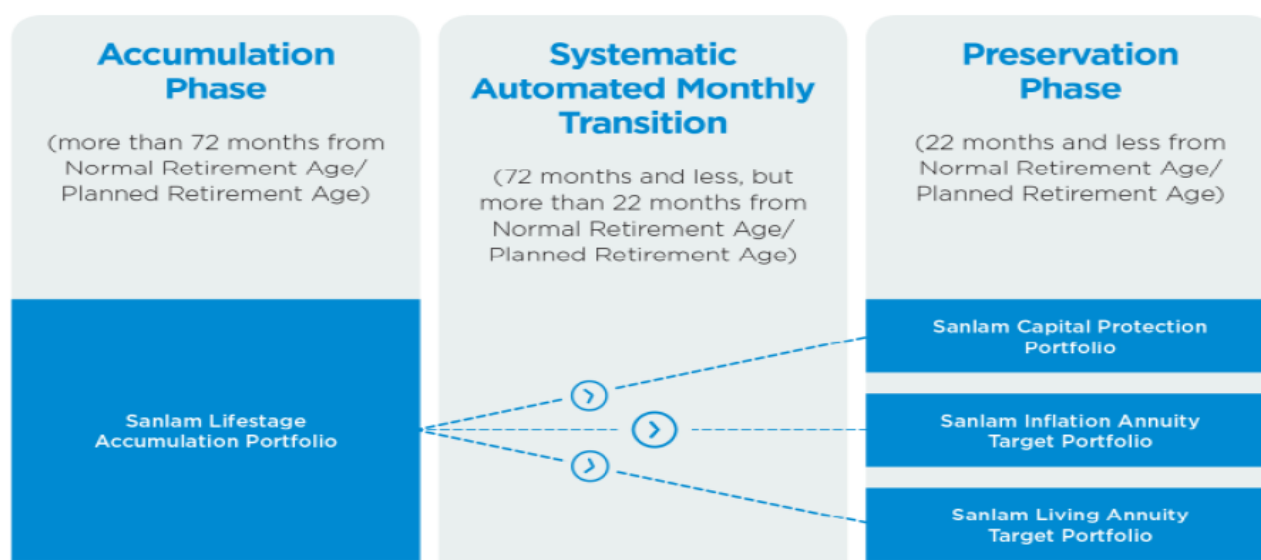 Accumulation
Phase
(more than 72 months from
Normal Retirement Age/
Planned Retirement Age)
Sanlam Lifestage
Accumulation Portfolio
Systematic
Automated Monthly
Transition
(72 months and less, but
more than 22 months from
Normal Retirement Age/
Planned Retirement Age)
Preservation
Phase
(22 months and less from
Normal Retirement Age/
Planned Retirement Age)
Sanlam Capital Protection
Portfolio
Sanlam Inflation Annuity
Target Portfolio
Sanlam Living Annuity
Target Portfolio